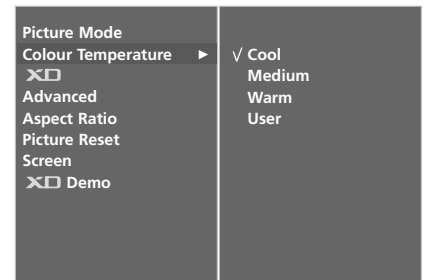 Picture Mode
Colour Temperature ►
XD
Advanced
Aspect Ratio
Picture Reset
Screen
XD Demo
√ Cool
Medium
Warm
User